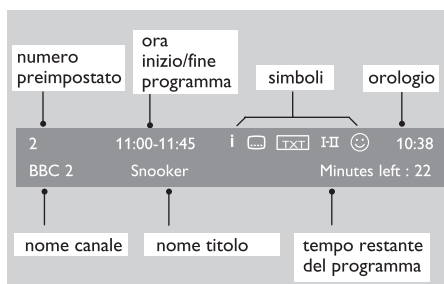 numero
preimpostato
ora
inizio/fine
programma
simboli
orologio
2 11:00-11:45 i TXT I-II 10:38
BBC 2 Snooker Minutes left : 22
nome canale
nome titolo
tempo restante
del programma